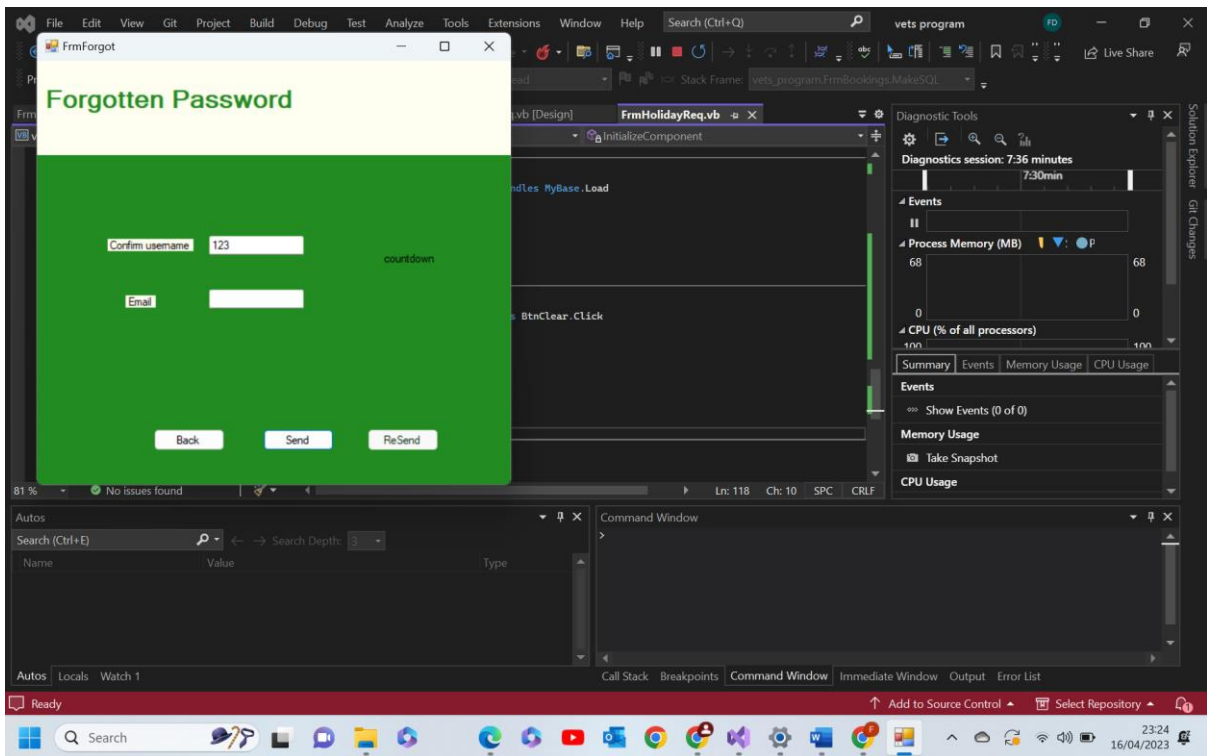 File Edit View Git Project Build Debug Test Analyze Tools Extensions Window Help Search (Ctrl+Q) vets program FD
FrmForgot
Live Share
Stack Frame: vets_program.FrmBookings.MakeSQL
Forgotten Password
.vb [Design] FrmHolidayReq.vb
InitializeComponent
Diagnostic Tools
Solution Explorer
Git Changes
Diagnostics session: 7:36 minutes
7:30min
ndles MyBase.Load
Events
Confirm username 123
countdown
Process Memory (MB) P
68 68
Email
0 0
s BtnClear.Click
CPU (% of all processors)
100 100
Summary Events Memory Usage CPU Usage
Events
Show Events (0 of 0)
Memory Usage
Back Send ReSend
Take Snapshot
CPU Usage
81 % No issues found Ln: 118 Ch: 10 SPC CRLF
Autos Command Window
Search (Ctrl+E) Search Depth: 3
>
Name Value Type
Autos Locals Watch 1 Call Stack Breakpoints Command Window Immediate Window Output Error List
Ready Add to Source Control Select Repository
Search
23:24
16/04/2023